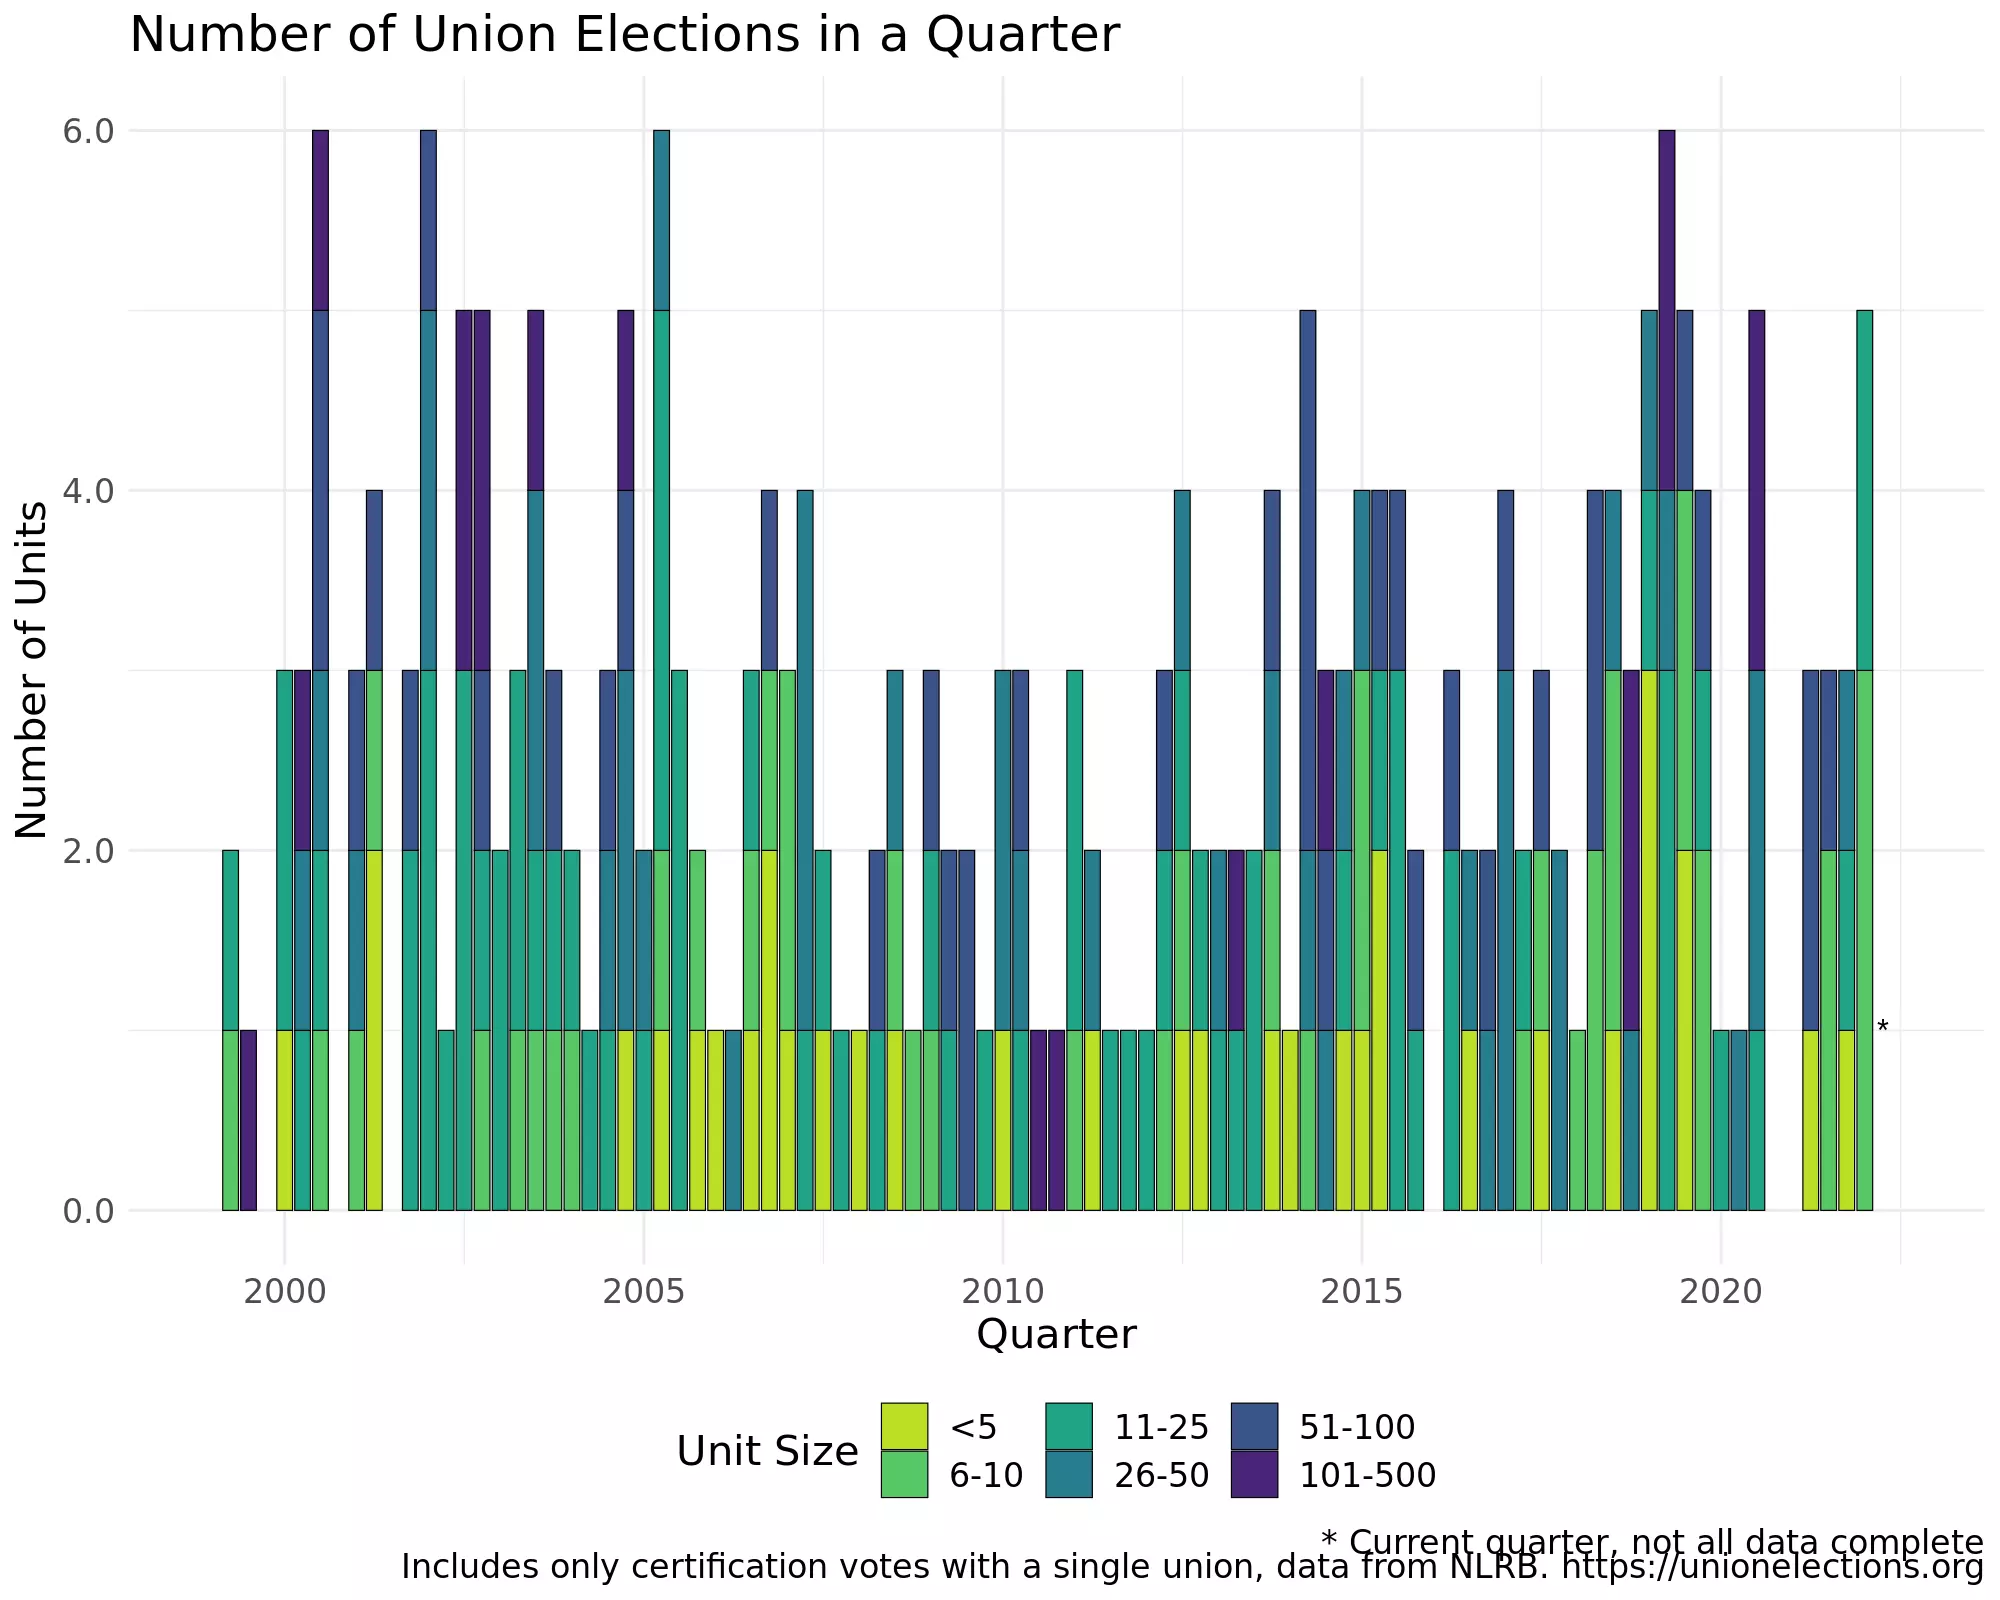 Number of Union Elections in a Quarter
Number of Units
6.0
4.0
2.0
0.0
*
2000 2005 2010 2015 2020
Quarter
Unit Size
<5 11-25 51-100
6-10 26-50 101-500
* Current quarter, not all data complete
Includes only certification votes with a single union, data from NLRB. https://unionelections.org